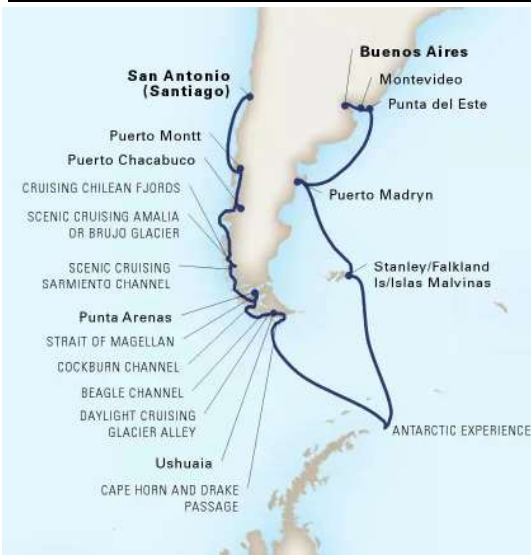 Buenos Aires
Montevideo
Punta del Este
San Antonio
(Santiago)
Puerto Montt
Puerto Chacabuco
CRUISING CHILEAN FJORDS
SCENIC CRUISING AMALIA
OR BRUJO GLACIER
SCENIC CRUISING
SARMIENTO CHANNEL
Punta Arenas
STRAIT OF MAGELLAN
COCKBURN CHANNEL
BEAGLE CHANNEL
DAYLIGHT CRUISING
GLACIER ALLEY
Ushuaia
CAPE HORN AND DRAKE
PASSAGE
Puerto Madryn
Stanley/Falkland
Is/Islas Malvinas
ANTARCTIC EXPERIENCE